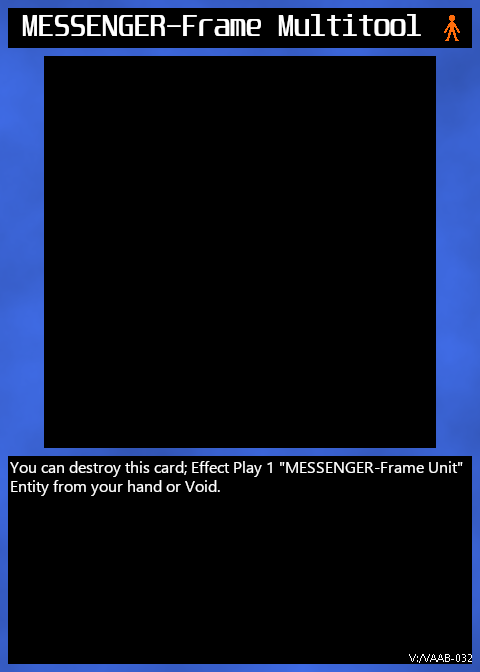 MESSENGER-Frame Multitool
You can destroy this card; Effect Play 1 "MESSENGER-Frame Unit"
Entity from your hand or Void.
V:/VAAB-032